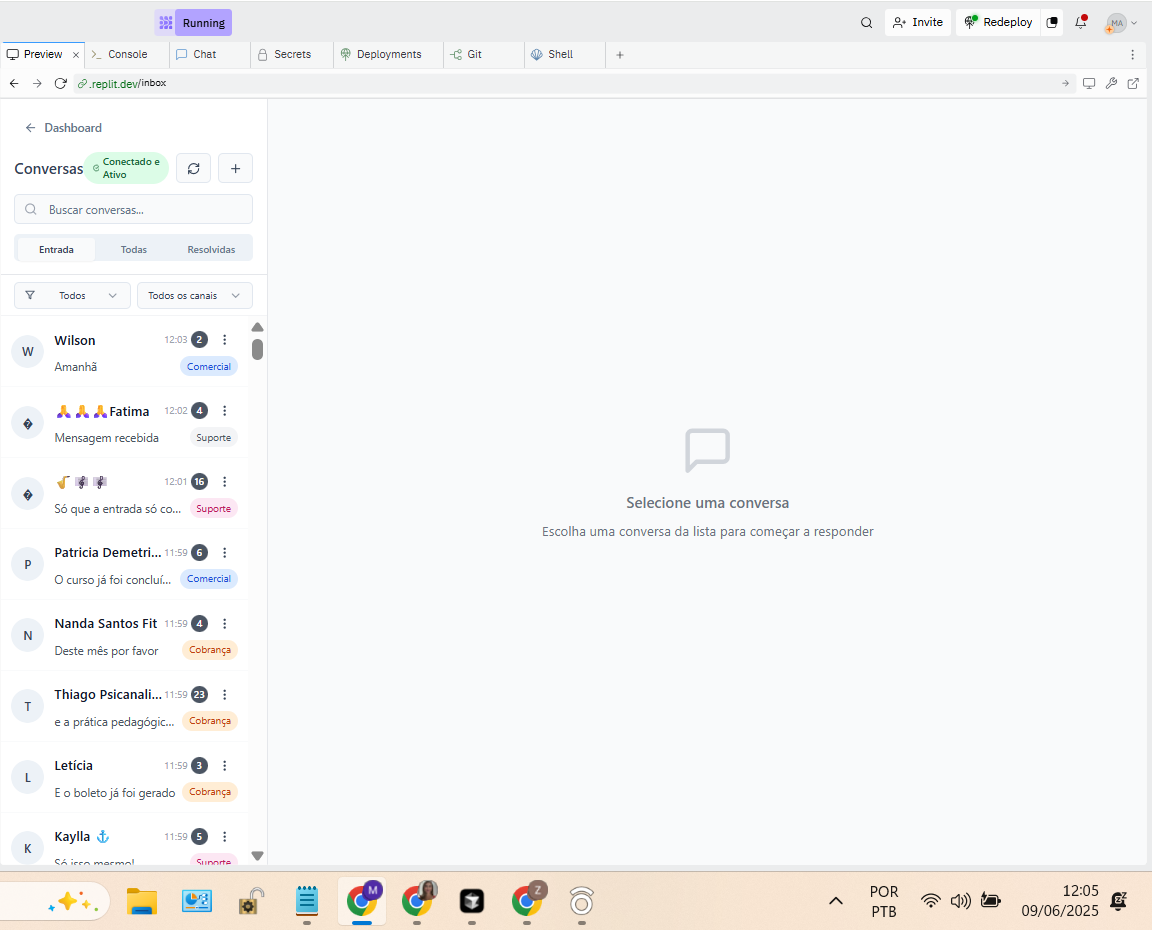 Running
Invite
Redeploy
MA
Preview
Console
Chat
Secrets
Deployments
Git
Shell
.replit.dev/inbox
Dashboard
Conversas
Conectado e
Ativo
Buscar conversas...
Entrada Todas Resolvidas
Todos Todos os canais
W
Wilson 12:03 2
Amanhã Comercial
🙏🙏🙏Fatima 12:02 4
Mensagem recebida Suporte
🎷🎼🎼 12:01 16
Só que a entrada só co... Suporte
P
Patricia Demetri... 11:59 6
O curso já foi concluí... Comercial
N
Nanda Santos Fit 11:59 4
Deste mês por favor Cobrança
T
Thiago Psicanali... 11:59 23
e a prática pedagógic... Cobrança
L
Letícia 11:59 3
E o boleto já foi gerado Cobrança
K
Kaylla ⚓ 11:59 5
Só isso mesmo! Suporte
Selecione uma conversa
Escolha uma conversa da lista para começar a responder
M
Z
POR
PTB
12:05
09/06/2025